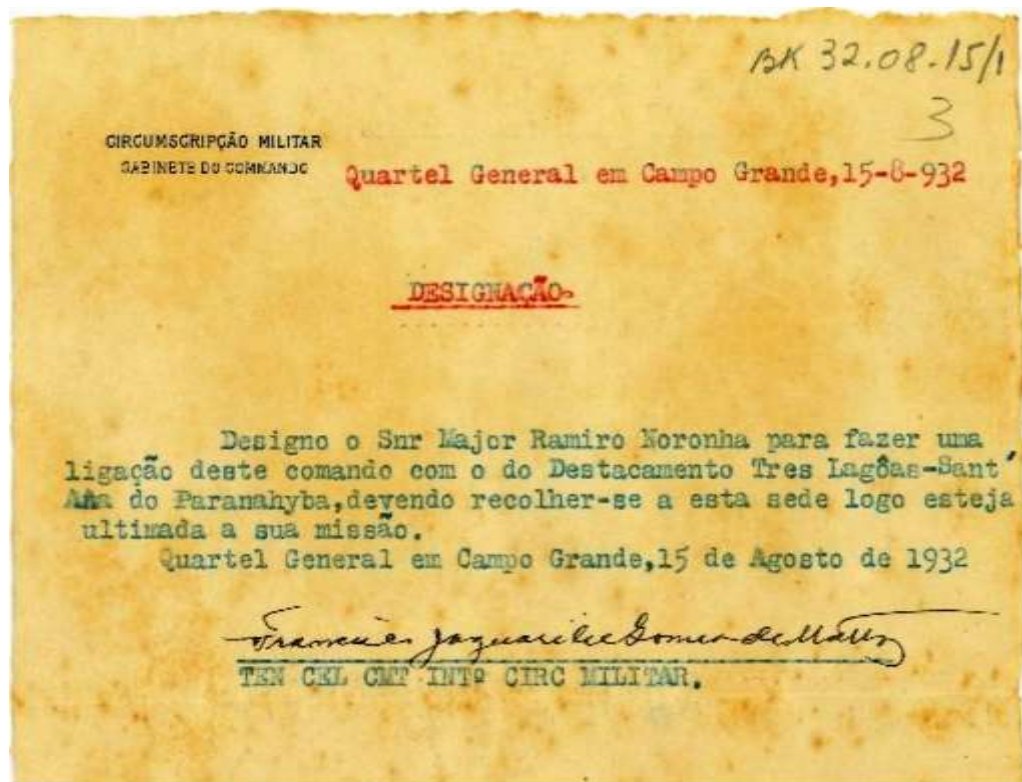 BK 32.08.15/1
3
CIRCUMSCRIPÇÃO MILITAR
GABINETE DO COMMANDO
Quartel General em Campo Grande,15-8-932
DESIGNAÇÃO-
Designo o Snr Major Ramiro Noronha para fazer uma
ligação deste comando com o do Destacamento Tres Lagôas-Sant'
Ana do Paranahyba,devendo recolher-se a esta sede logo esteja
ultimada a sua missão.
Quartel General em Campo Grande,15 de Agosto de 1932
Francisco Jaguaribe Gomes de Mattos
TEN CEL CMT INTº CIRC MILITAR.